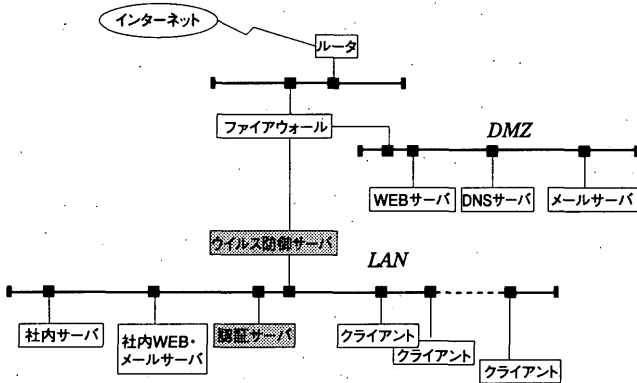 インターネット
ルータ
ファイアウォール
DMZ
WEBサーバ
DNSサーバ
メールサーバ
ウイルス防御サーバ
LAN
社内サーバ
社内WEB・
メールサーバ
認証サーバ
クライアント
クライアント
クライアント